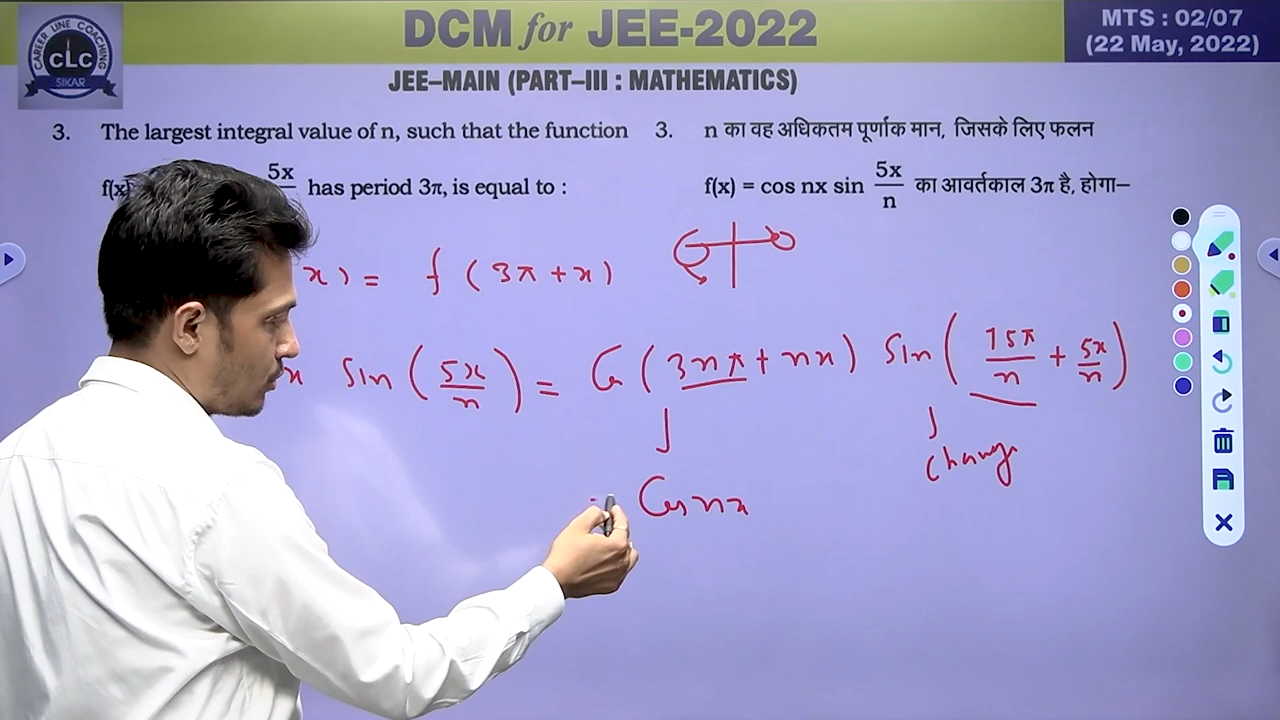 CAREER LINE COACHING
CLC
SIKAR
DCM for JEE-2022
MTS : 02/07
(22 May, 2022)
JEE–MAIN (PART–III : MATHEMATICS)
3. The largest integral value of n, such that the function
f(x) 5x has period 3π, is equal to :
3. n का वह अधिकतम पूर्णांक मान, जिसके लिए फलन
f(x) = cos nx sin 5x/n का आवर्तकाल 3π है, होगा–
x) = f (3π + x)
x Sin (5x/n) = Cos (3nπ + nx) Sin (15π/n + 5x/n)
change
Cos nx